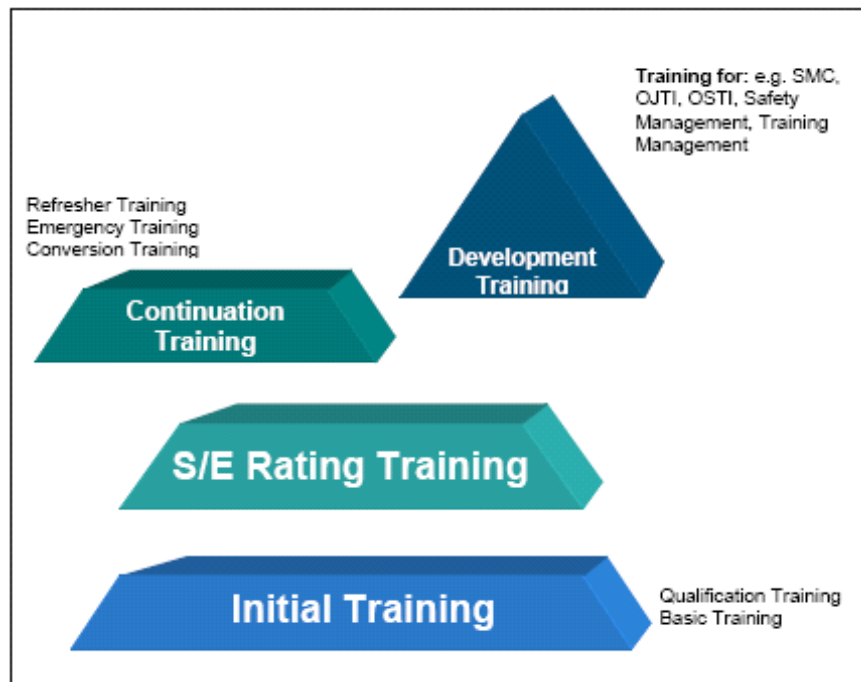 Training for: e.g. SMC,
OJTI, OSTI, Safety
Management, Training
Management
Refresher Training
Emergency Training
Conversion Training
Development
Training
Continuation
Training
S/E Rating Training
Initial Training
Qualification Training
Basic Training